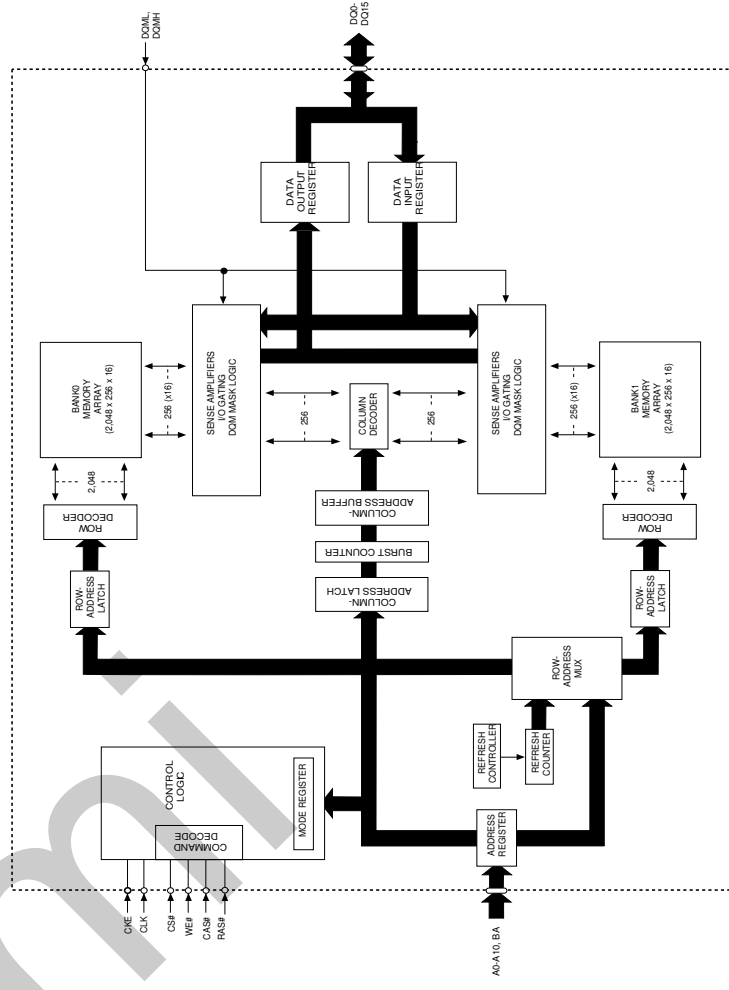 DQML,
DQMH
DQ0-
DQ15
DATA
OUTPUT
REGISTER
DATA
INPUT
REGISTER
BANK0
MEMORY
ARRAY
(2,048 x 256 x 16)
256 (x16)
SENSE AMPLIFIERS
I/O GATING
DQM MASK LOGIC
256
COLUMN
DECODER
256
SENSE AMPLIFIERS
I/O GATING
DQM MASK LOGIC
256 (x16)
BANK1
MEMORY
ARRAY
(2,048 x 256 x 16)
2,048
2,048
ROW
DECODER
COLUMN-
ADDRESS BUFFER
BURST COUNTER
COLUMN-
ADDRESS LATCH
ROW
DECODER
ROW-
ADDRESS
LATCH
ROW-
ADDRESS
LATCH
ROW-
ADDRESS
MUX
CONTROL
LOGIC
COMMAND
DECODE
MODE REGISTER
REFRESH
CONTROLLER
REFRESH
COUNTER
ADDRESS
REGISTER
CKE
CLK
CS#
WE#
CAS#
RAS#
A0-A10, BA